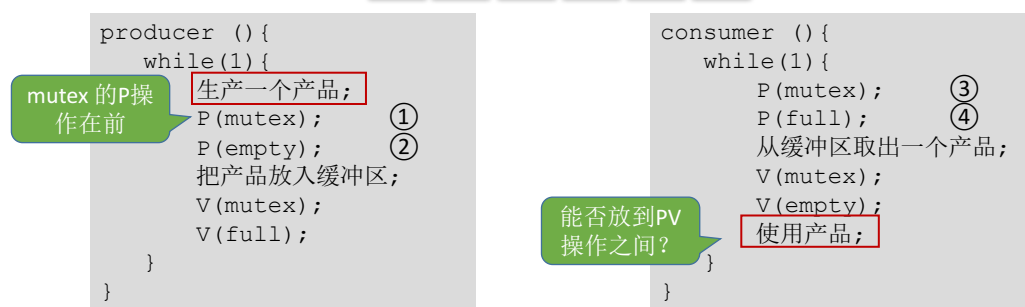 producer (){
while(1){
生产一个产品;
P(mutex); ①
P(empty); ②
把产品放入缓冲区;
V(mutex);
V(full);
}
}
mutex 的P操
作在前
consumer (){
while(1){
P(mutex); ③
P(full); ④
从缓冲区取出一个产品;
V(mutex);
V(empty);
使用产品;
}
}
能否放到PV
操作之间?